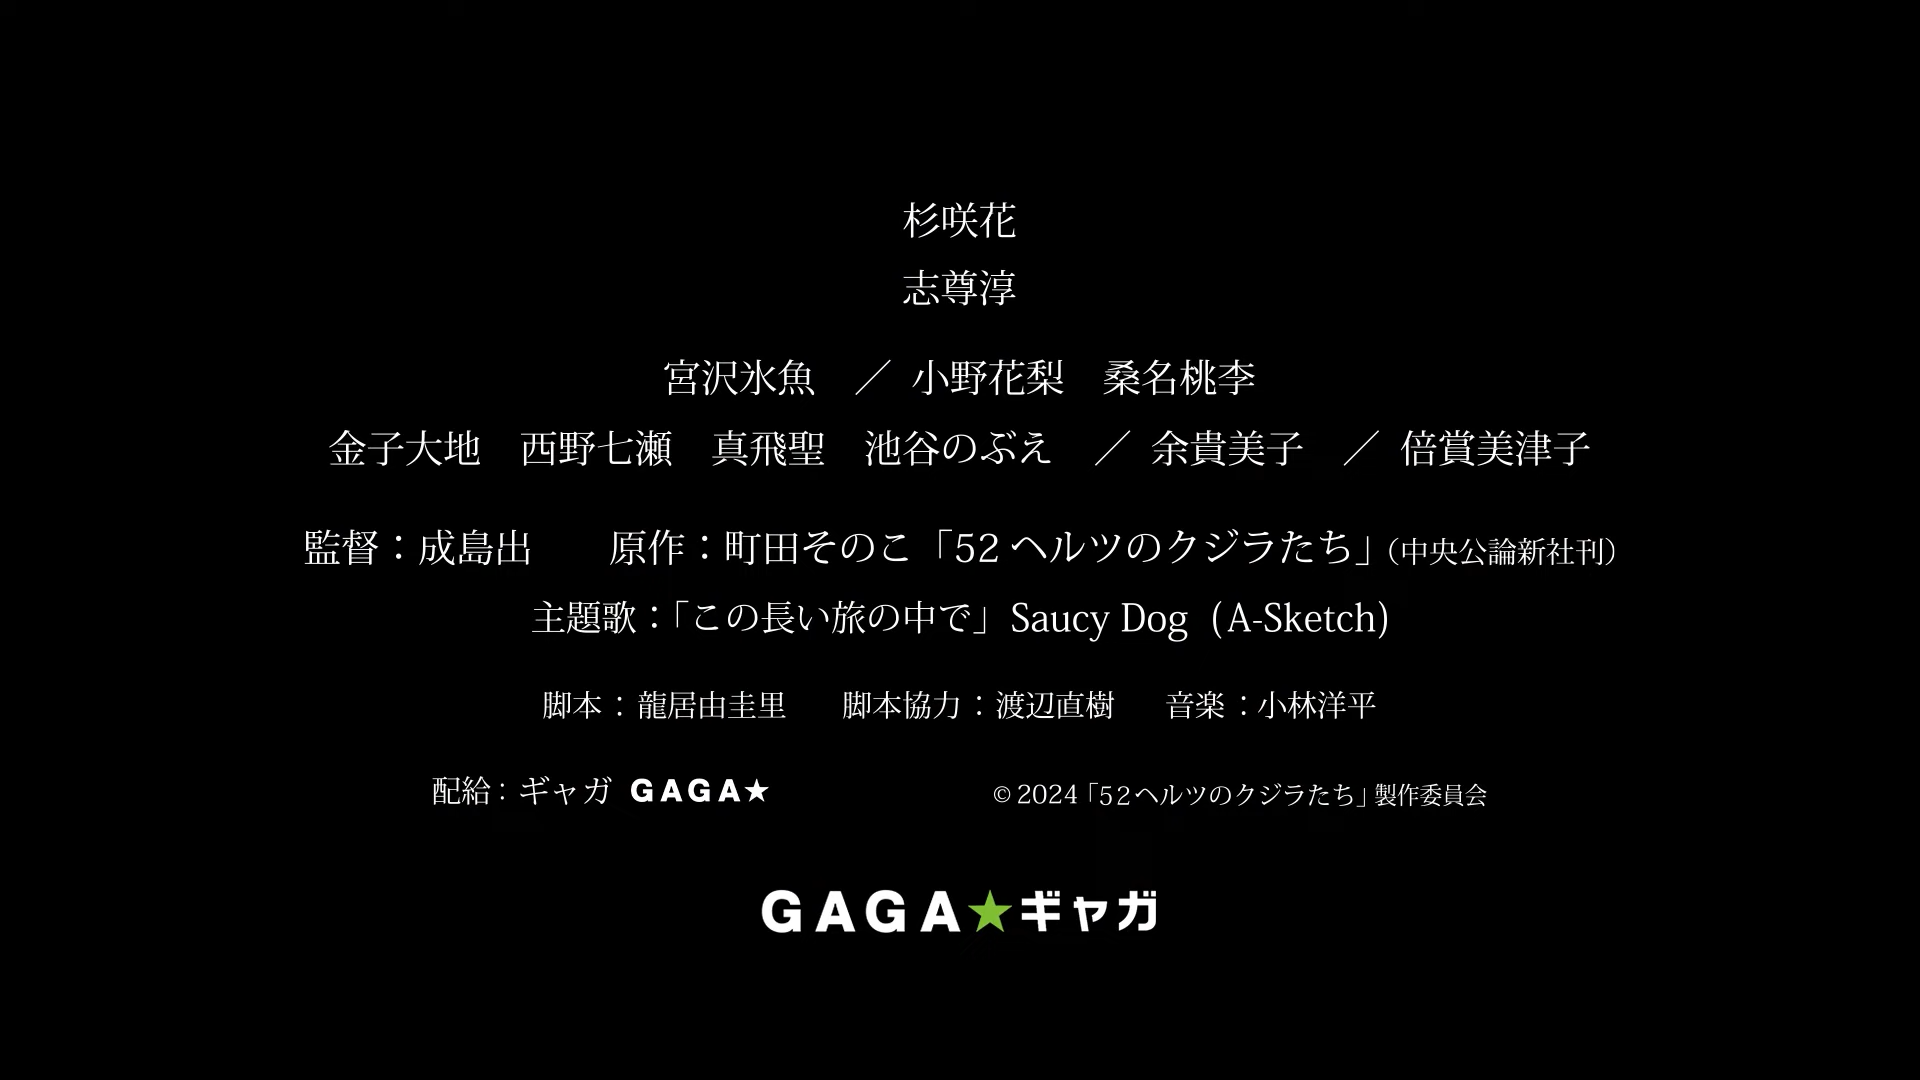 杉咲花
志尊淳
宮沢氷魚　／ 小野花梨　桑名桃李
金子大地　西野七瀬　真飛聖　池谷のぶえ　／ 余貴美子　／ 倍賞美津子
監督：成島出　　原作：町田そのこ「52ヘルツのクジラたち」（中央公論新社刊）
主題歌：「この長い旅の中で」Saucy Dog（A-Sketch）
脚本：龍居由圭里　脚本協力：渡辺直樹　音楽：小林洋平
配給：ギャガ GAGA★　　©2024「52ヘルツのクジラたち」製作委員会
GAGA★ギャガ